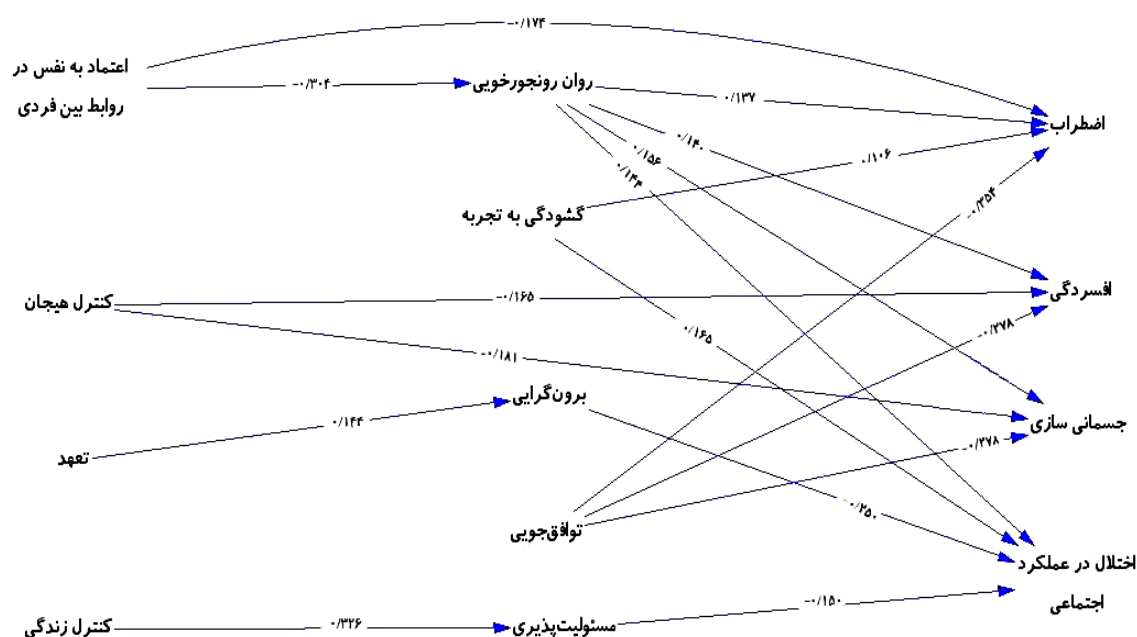 -۰/۱۷۴
اعتماد به نفس در
روابط بین فردی
-۰/۳۰۴
روان رونجورخویی
۰/۱۳۷
اضطراب
۰/۱۴۰
۰/۱۵۶
۰/۱۴۴
۰/۱۰۶
-۰/۳۵۴
گشودگی به تجربه
کنترل هیجان
-۰/۱۶۵
افسردگی
۰/۱۶۵
-۰/۲۷۸
-۰/۱۸۱
برون‌گرایی
۰/۱۴۴
جسمانی سازی
تعهد
-۰/۲۷۸
-۰/۲۵۰
توافق‌جویی
اختلال در عملکرد
اجتماعی
-۰/۱۵۰
کنترل زندگی
۰/۳۲۶
مسئولیت‌پذیری